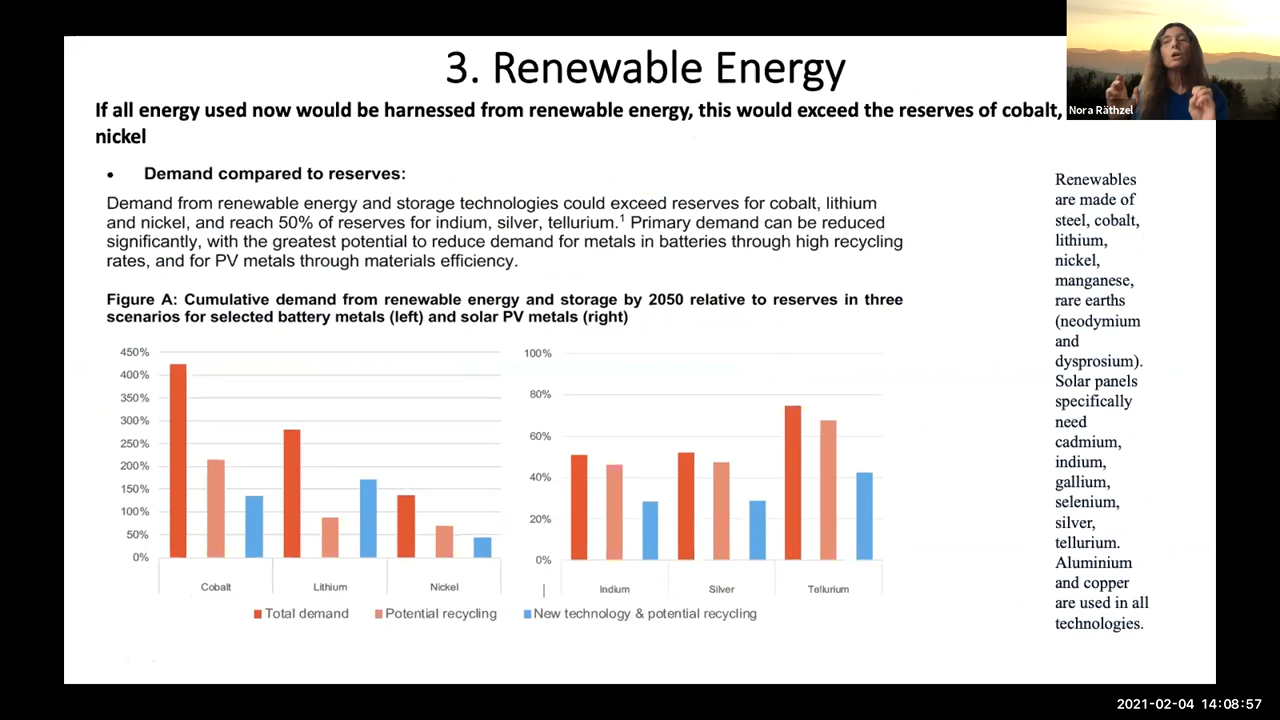 3. Renewable Energy
If all energy used now would be harnessed from renewable energy, this would exceed the reserves of cobalt,
nickel
Nora Räthzel
• Demand compared to reserves:
Demand from renewable energy and storage technologies could exceed reserves for cobalt, lithium
and nickel, and reach 50% of reserves for indium, silver, tellurium.¹ Primary demand can be reduced
significantly, with the greatest potential to reduce demand for metals in batteries through high recycling
rates, and for PV metals through materials efficiency.
Figure A: Cumulative demand from renewable energy and storage by 2050 relative to reserves in three
scenarios for selected battery metals (left) and solar PV metals (right)
450%
400%
350%
300%
250%
200%
150%
100%
50%
0%
Cobalt
Lithium
Nickel
100%
80%
60%
40%
20%
0%
Indium
Silver
Tellurium
Total demand
Potential recycling
New technology & potential recycling
Renewables
are made of
steel, cobalt,
lithium,
nickel,
manganese,
rare earths
(neodymium
and
dysprosium).
Solar panels
specifically
need
cadmium,
indium,
gallium,
selenium,
silver,
tellurium.
Aluminium
and copper
are used in all
technologies.
2021-02-04 14:08:57